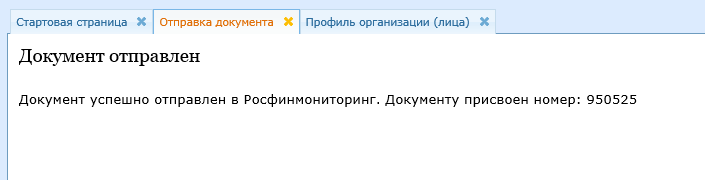 Стартовая страница Отправка документа Профиль организации (лица)
Документ отправлен
Документ успешно отправлен в Росфинмониторинг. Документу присвоен номер: 950525